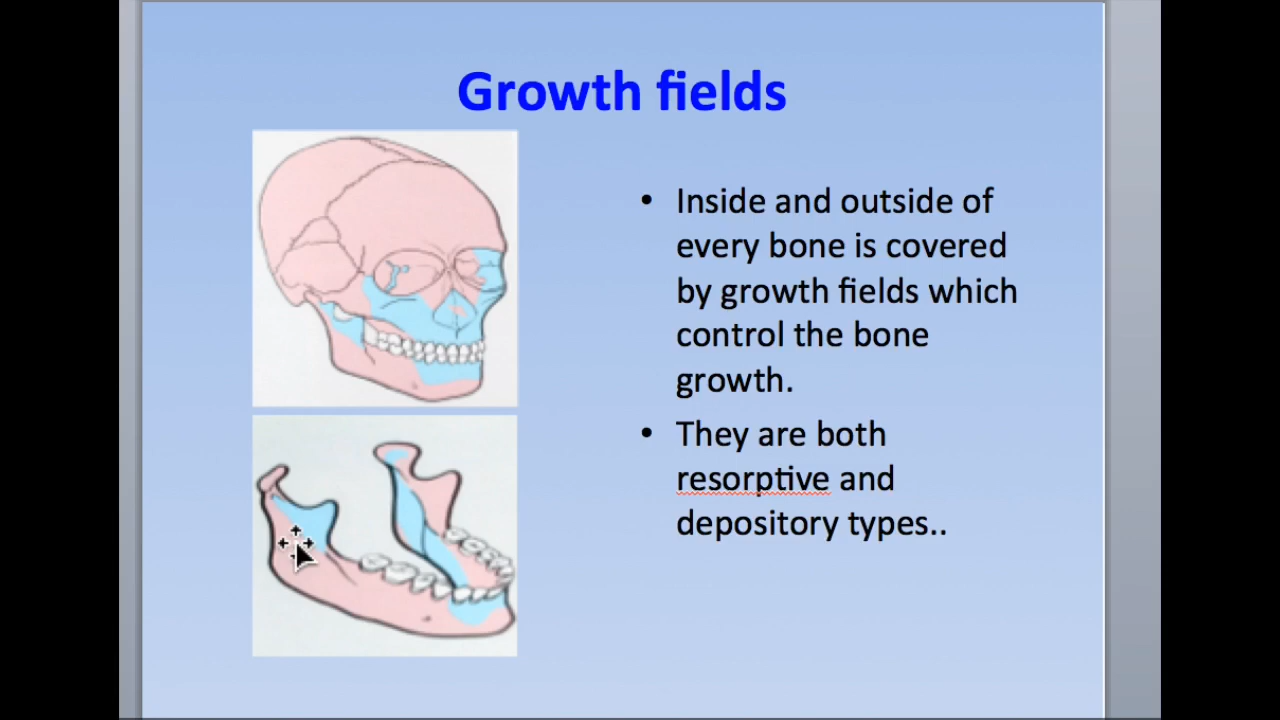 Growth fields
• Inside and outside of
every bone is covered
by growth fields which
control the bone
growth.
• They are both
resorptive and
depository types..